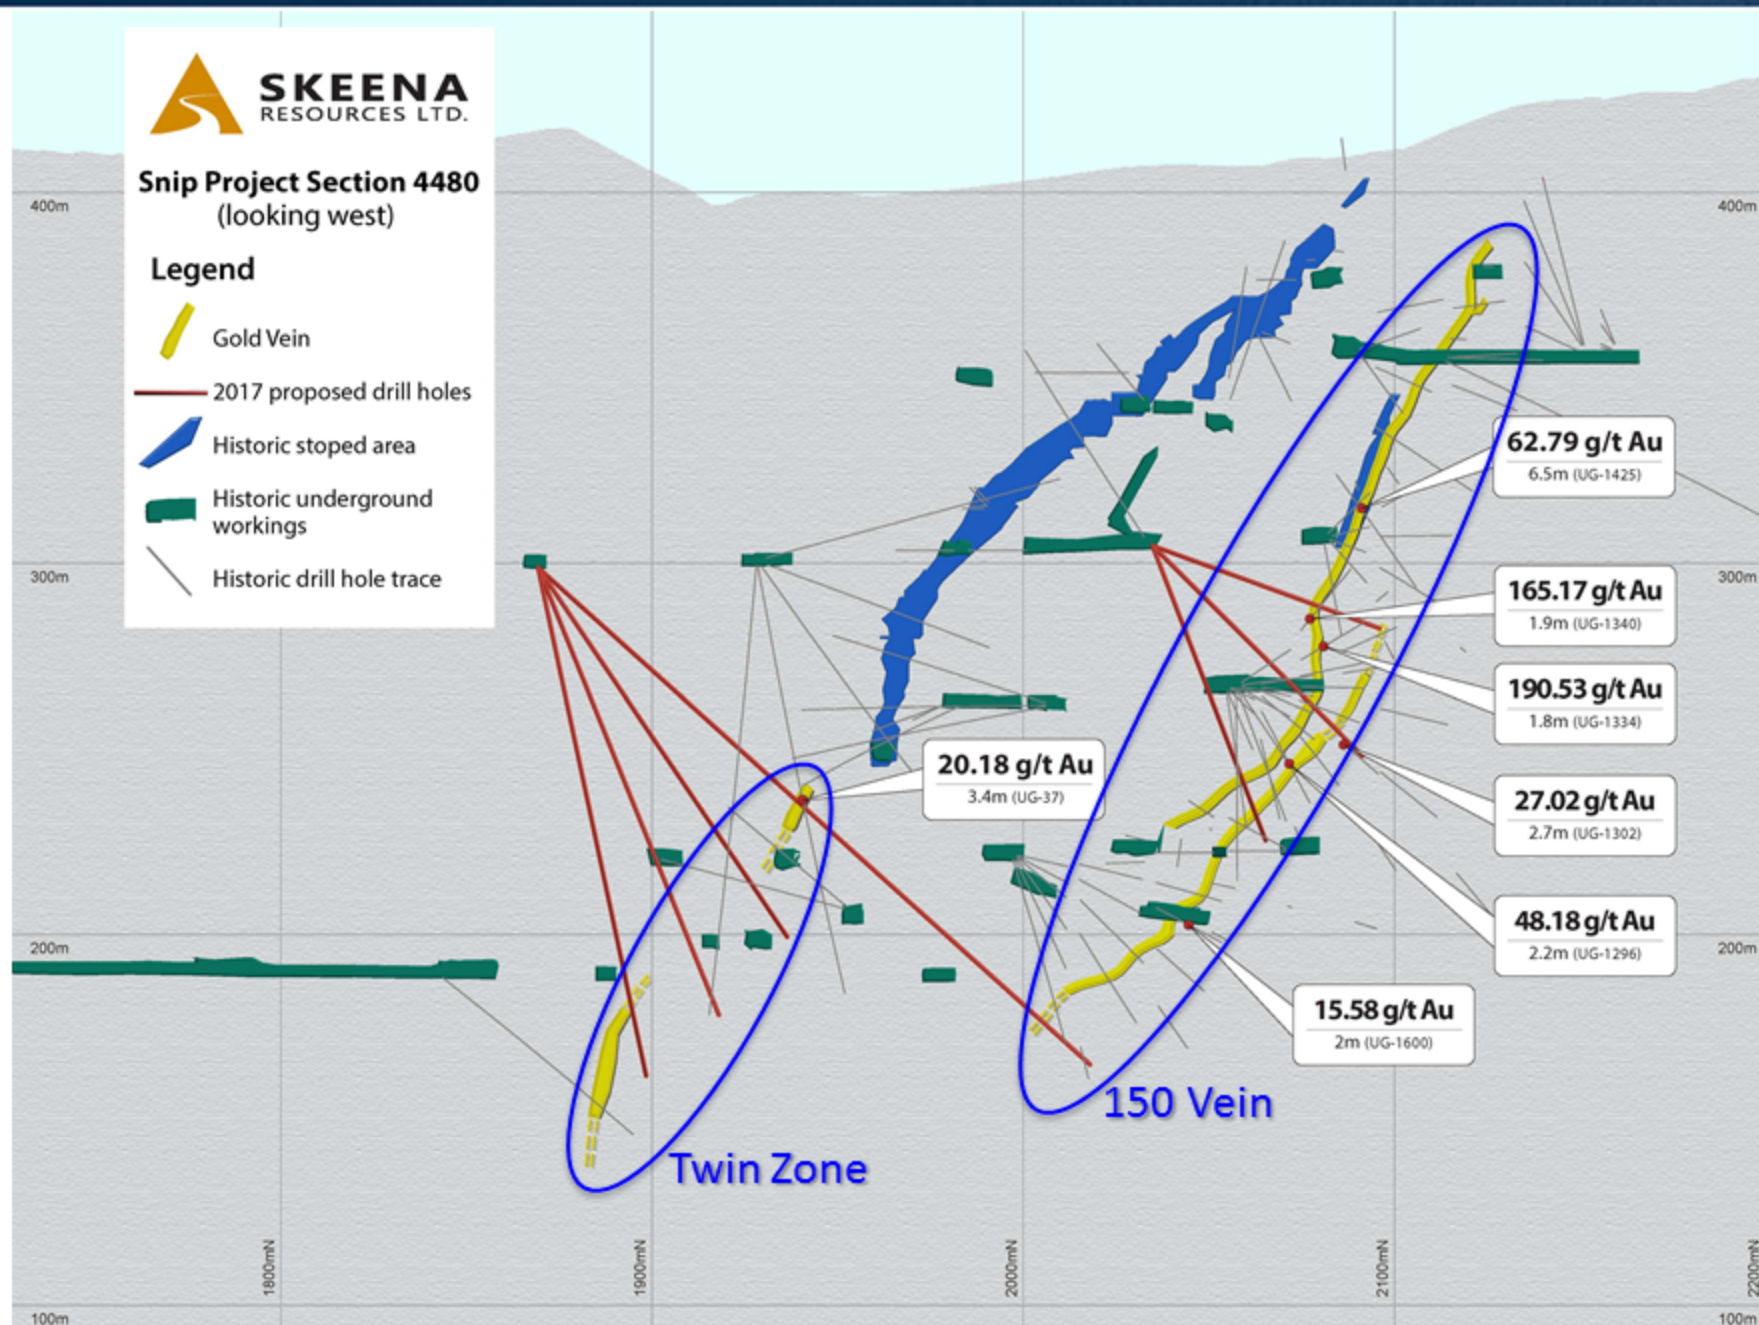 SKEENA
RESOURCES LTD.
Snip Project Section 4480
(looking west)
Legend
Gold Vein
2017 proposed drill holes
Historic stoped area
Historic underground
workings
Historic drill hole trace
400m
400m
300m
300m
200m
200m
100m
100m
62.79 g/t Au
6.5m (UG-1425)
165.17 g/t Au
1.9m (UG-1340)
190.53 g/t Au
1.8m (UG-1334)
20.18 g/t Au
3.4m (UG-37)
27.02 g/t Au
2.7m (UG-1302)
48.18 g/t Au
2.2m (UG-1296)
15.58 g/t Au
2m (UG-1600)
150 Vein
Twin Zone
1800mN
1900mN
2000mN
2100mN
2200mN